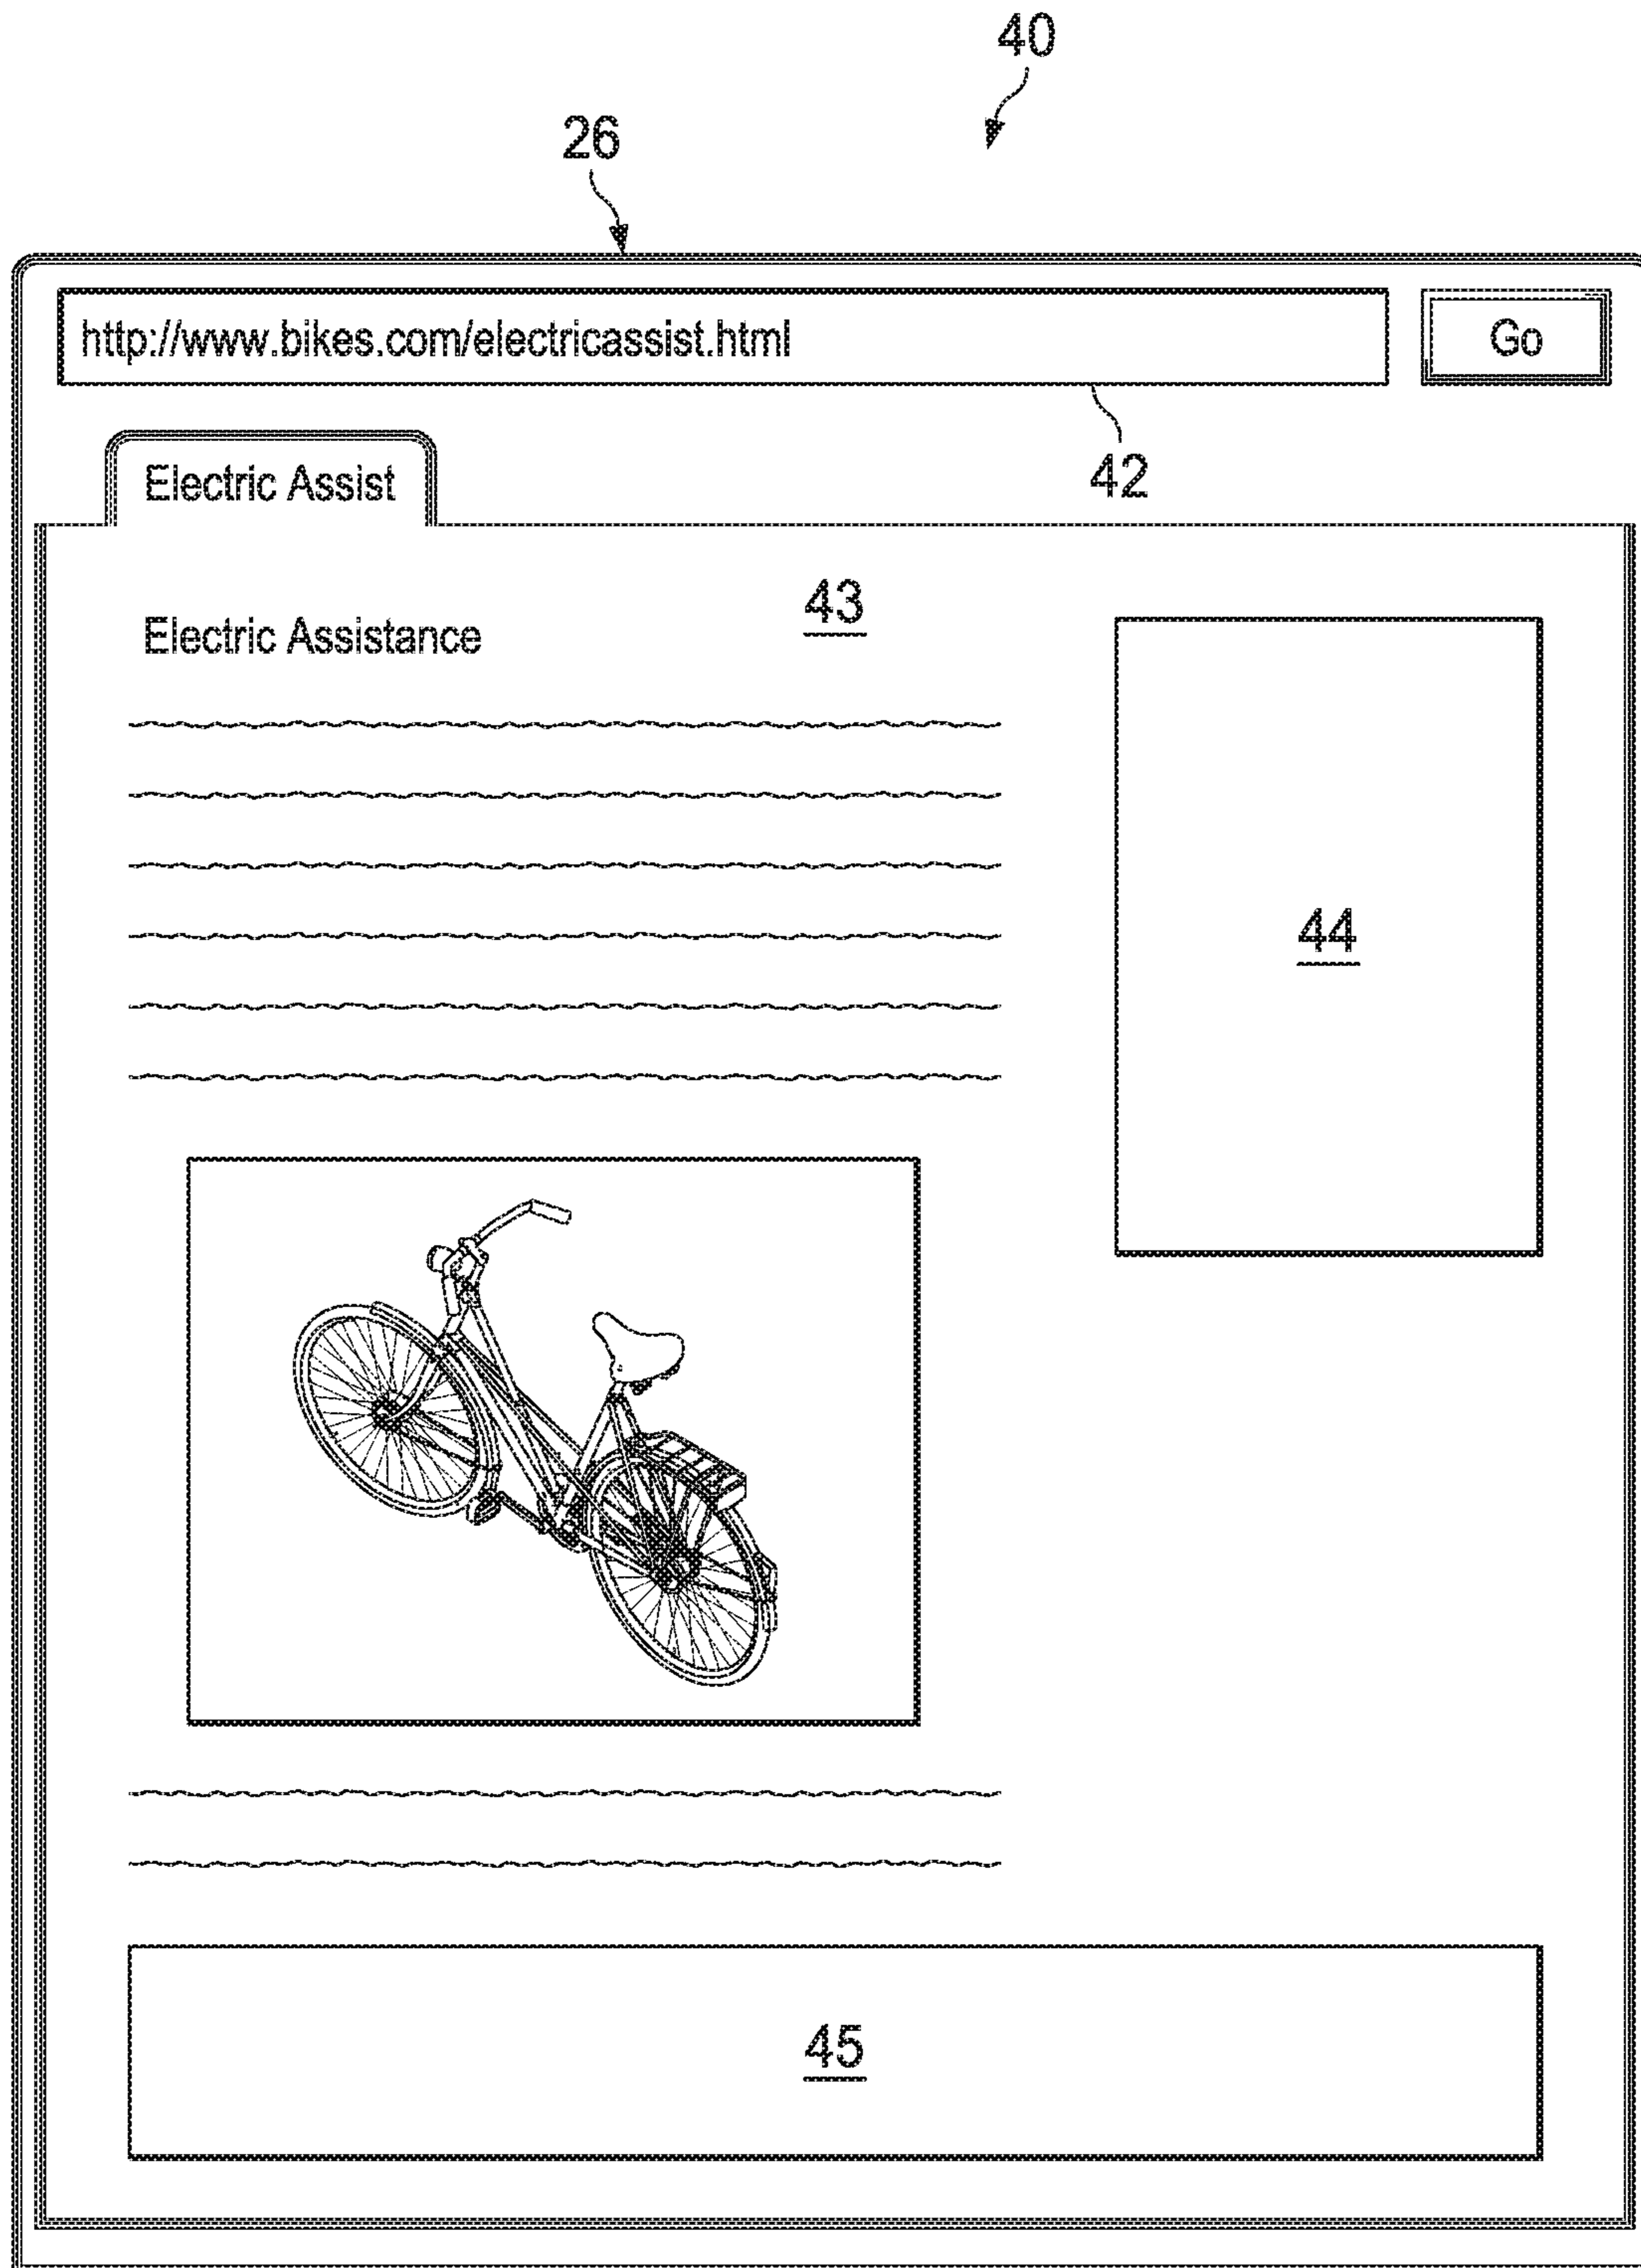 40
26
http://www.bikes.com/electricassist.html Go
42
Electric Assist
43
Electric Assistance
44
45